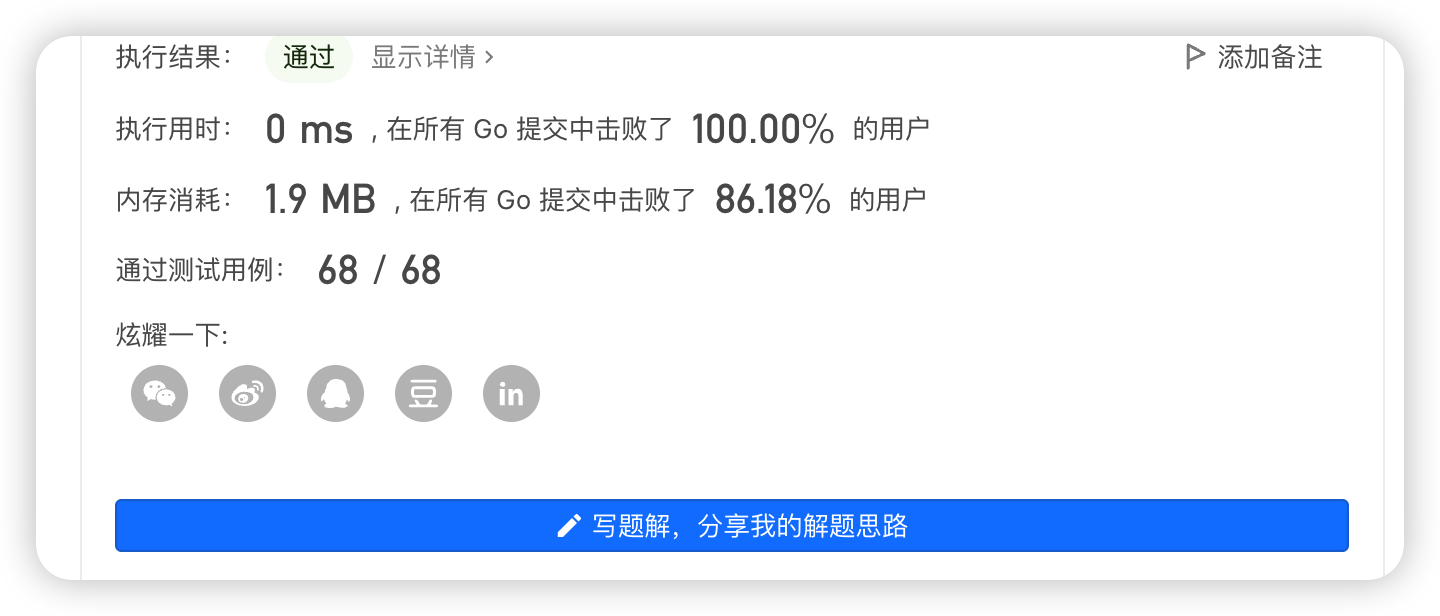 执行结果： 通过 显示详情 › 添加备注
执行用时： 0 ms , 在所有 Go 提交中击败了 100.00% 的用户
内存消耗： 1.9 MB , 在所有 Go 提交中击败了 86.18% 的用户
通过测试用例： 68 / 68
炫耀一下:
豆 in
写题解，分享我的解题思路